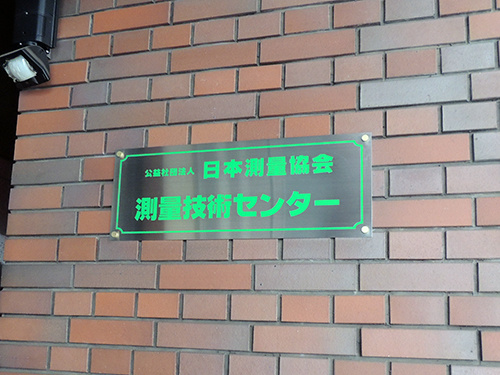 公益社団法人 日本測量協会
測量技術センター